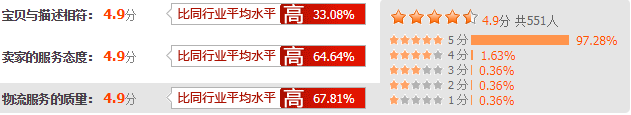 宝贝与描述相符： 4.9分 比同行业平均水平 高 33.08%
卖家的服务态度： 4.9分 比同行业平均水平 高 64.64%
物流服务的质量： 4.9分 比同行业平均水平 高 67.81%
4.9分 共551人
5 分 97.28%
4 分 1.63%
3 分 0.36%
2 分 0.36%
1 分 0.36%